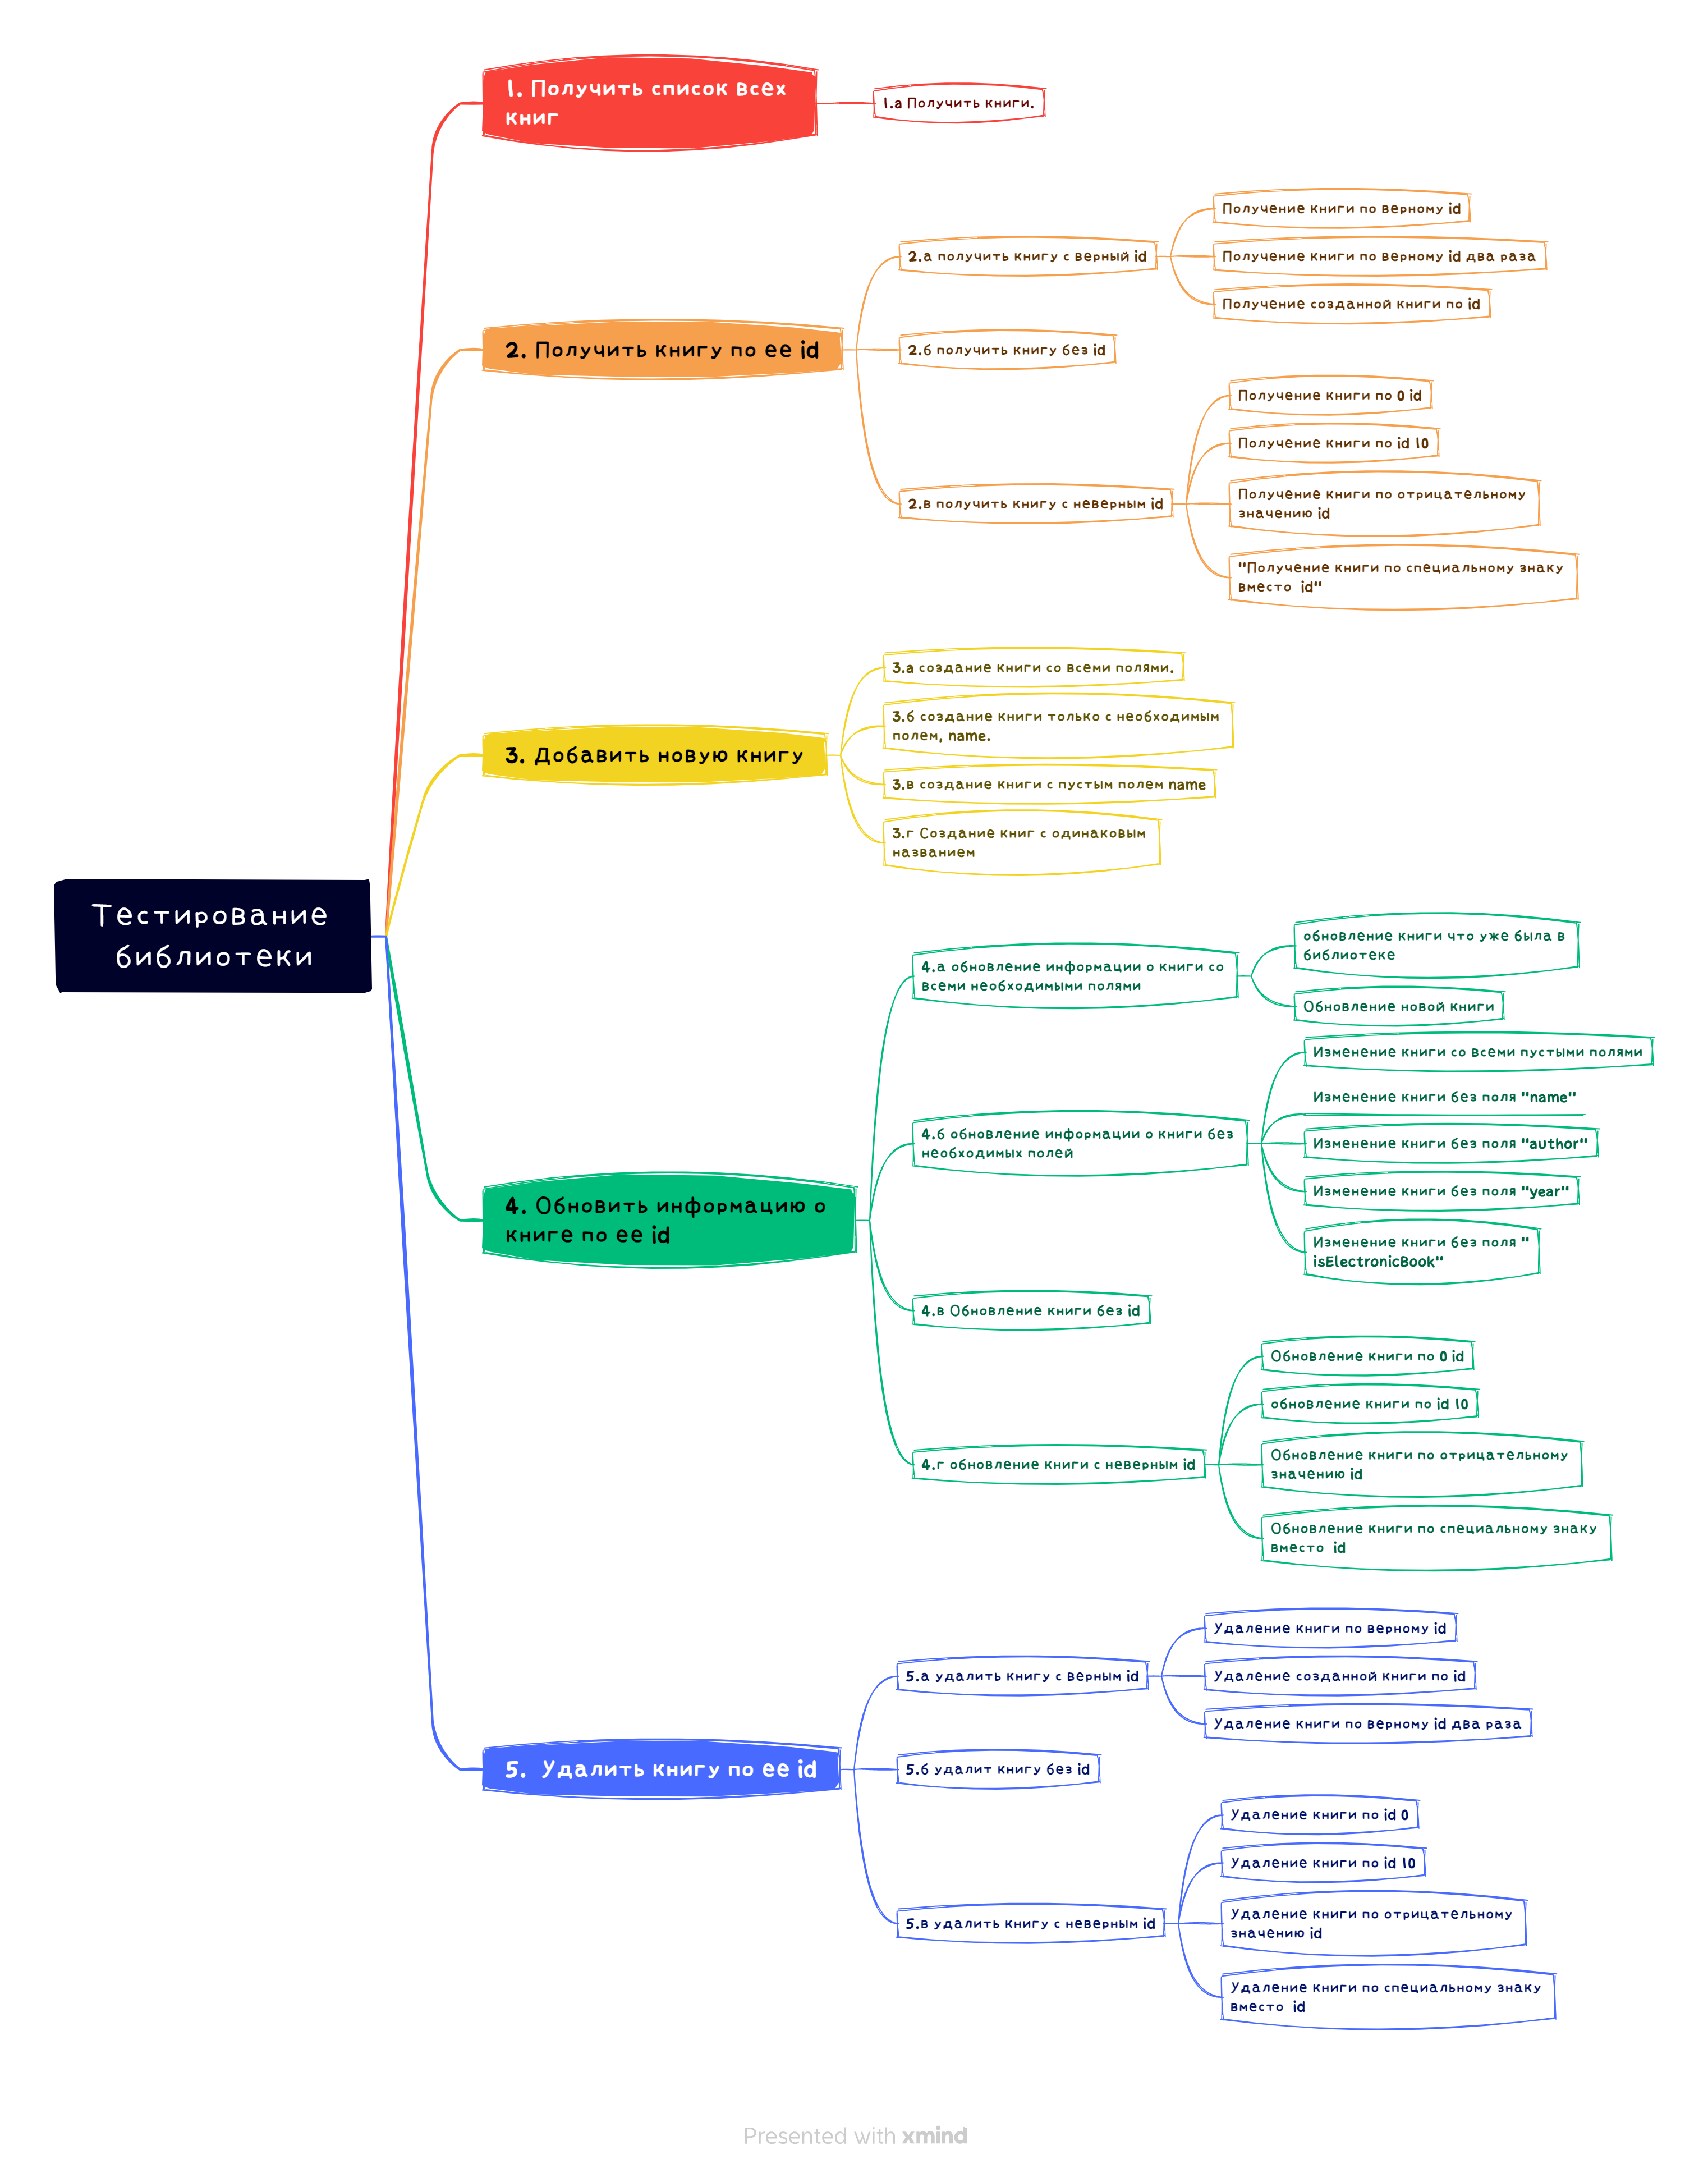 1. Получить список всех
книг
1.а Получить книги.
2. Получить книгу по ее id
2.а получить книгу с верный id
Получение книги по верному id
Получение книги по верному id два раза
Получение созданной книги по id
2.б получить книгу без id
2.в получить книгу с неверным id
Получение книги по 0 id
Получение книги по id 10
Получение книги по отрицательному
значению id
"Получение книги по специальному знаку
вместо  id"
3. Добавить новую книгу
3.а создание книги со всеми полями.
3.б создание книги только с необходимым
полем, name.
3.в создание книги с пустым полем name
3.г Создание книг с одинаковым
названием
Тестирование
библиотеки
4. Обновить информацию о
книге по ее id
4.а обновление информации о книги со
всеми необходимыми полями
обновление книги что уже была в
библиотеке
Обновление новой книги
4.б обновление информации о книги без
необходимых полей
Изменение книги со всеми пустыми полями
Изменение книги без поля "name"
Изменение книги без поля "author"
Изменение книги без поля "year"
Изменение книги без поля "
isElectronicBook"
4.в Обновление книги без id
4.г обновление книги с неверным id
Обновление книги по 0 id
обновление книги по id 10
Обновление книги по отрицательному
значению id
Обновление книги по специальному знаку
вместо  id
5.  Удалить книгу по ее id
5.а удалить книгу с верным id
Удаление книги по верному id
Удаление созданной книги по id
Удаление книги по верному id два раза
5.б удалит книгу без id
5.в удалить книгу с неверным id
Удаление книги по id 0
Удаление книги по id 10
Удаление книги по отрицательному
значению id
Удаление книги по специальному знаку
вместо  id
Presented with xmind